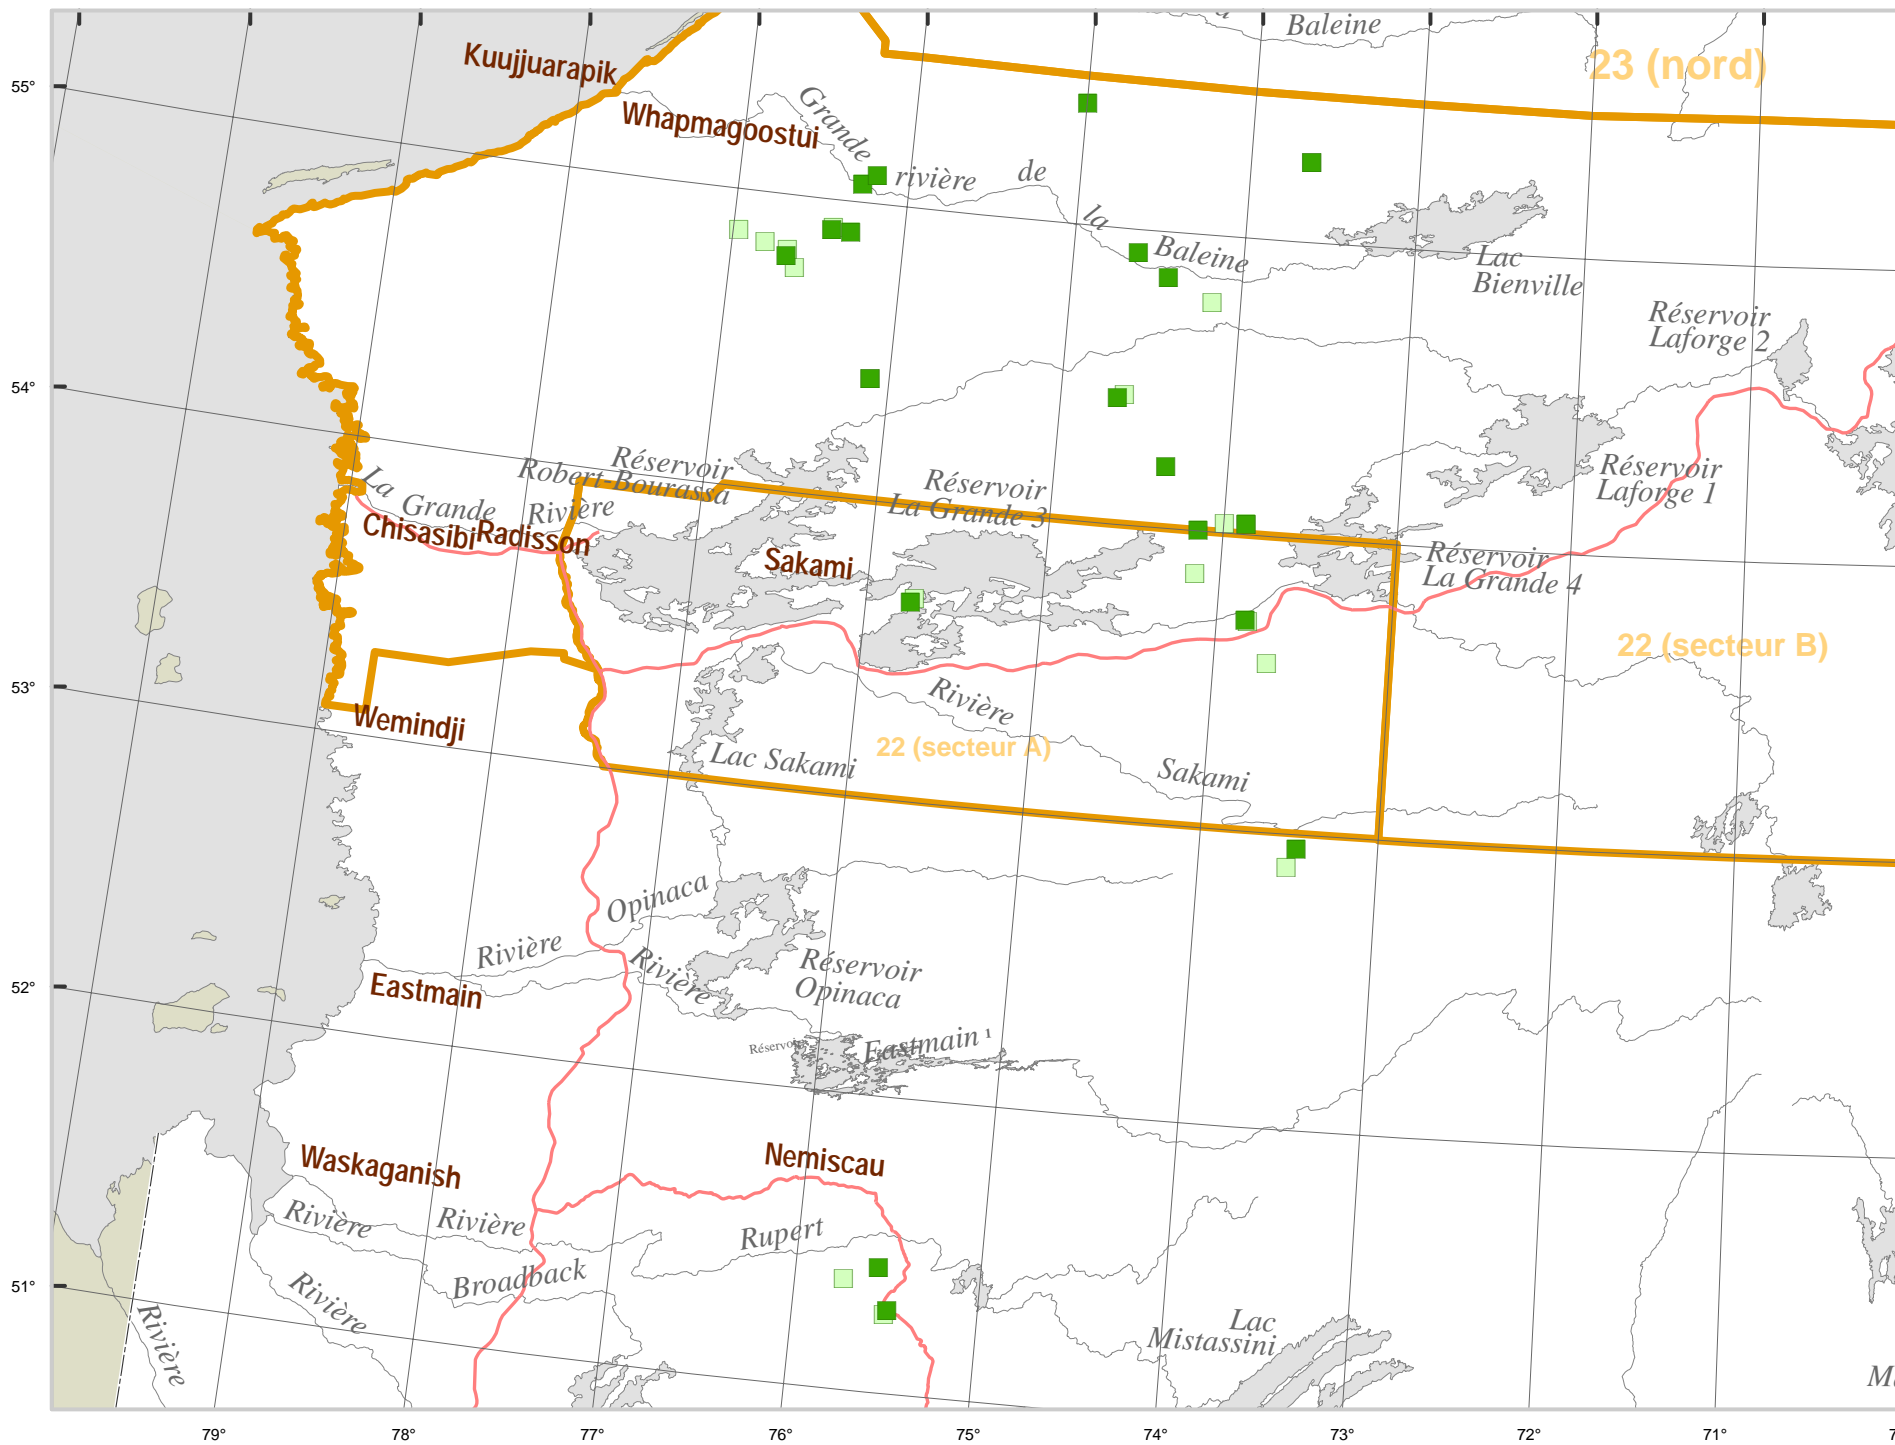 a
Baleine
23 (nord)
Kuujjuarapik
55°
Grande
Whapmagoostui
rivière
de
la
Baleine
Lac
Bienville
Réservoir
Laforge 2
54°
Réservoir
Robert-Bourassa
Réservoir
La Grande 3
Réservoir
Laforge 1
La
Grande
Rivière
Chisasibi
Radisson
Sakami
Réservoir
La Grande 4
22 (secteur B)
53°
Wemindji
Rivière
22 (secteur A)
Lac Sakami
Sakami
Opinaca
Rivière
Rivière
Réservoir
Opinaca
52°
Eastmain
Réservoir
Eastmain 1
Waskaganish
Nemiscau
Rivière
Rivière
Rupert
Broadback
51°
Rivière
Rivière
Lac
Mistassini
79°
78°
77°
76°
75°
74°
73°
72°
71°